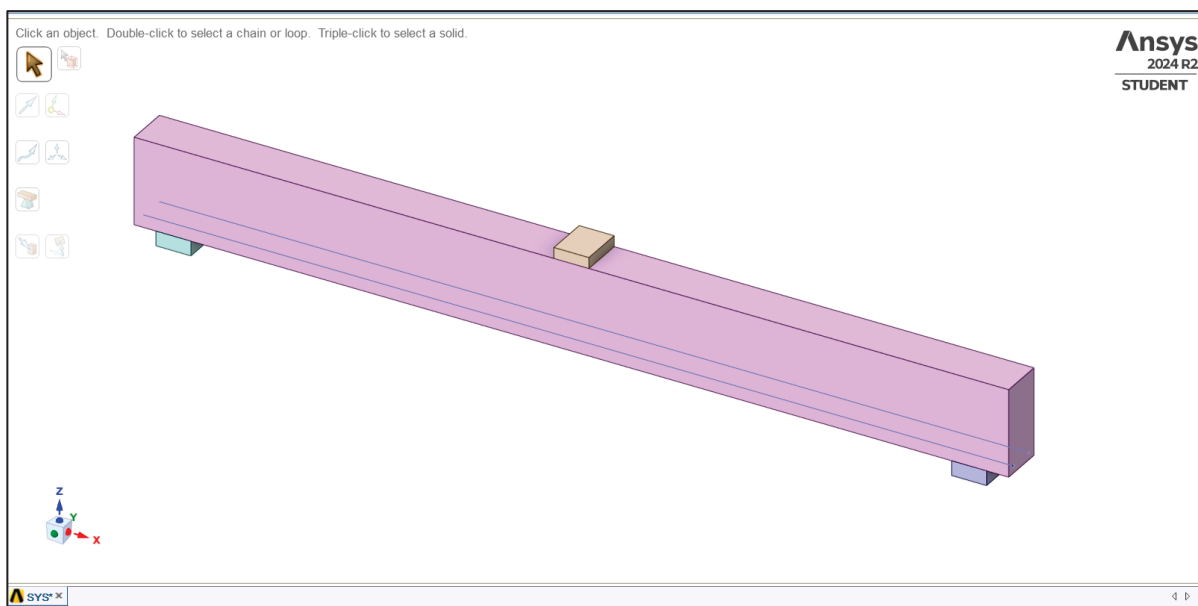 Click an object. Double-click to select a chain or loop. Triple-click to select a solid.
Ansys
2024 R2
STUDENT
Z
Y
X
SYS*